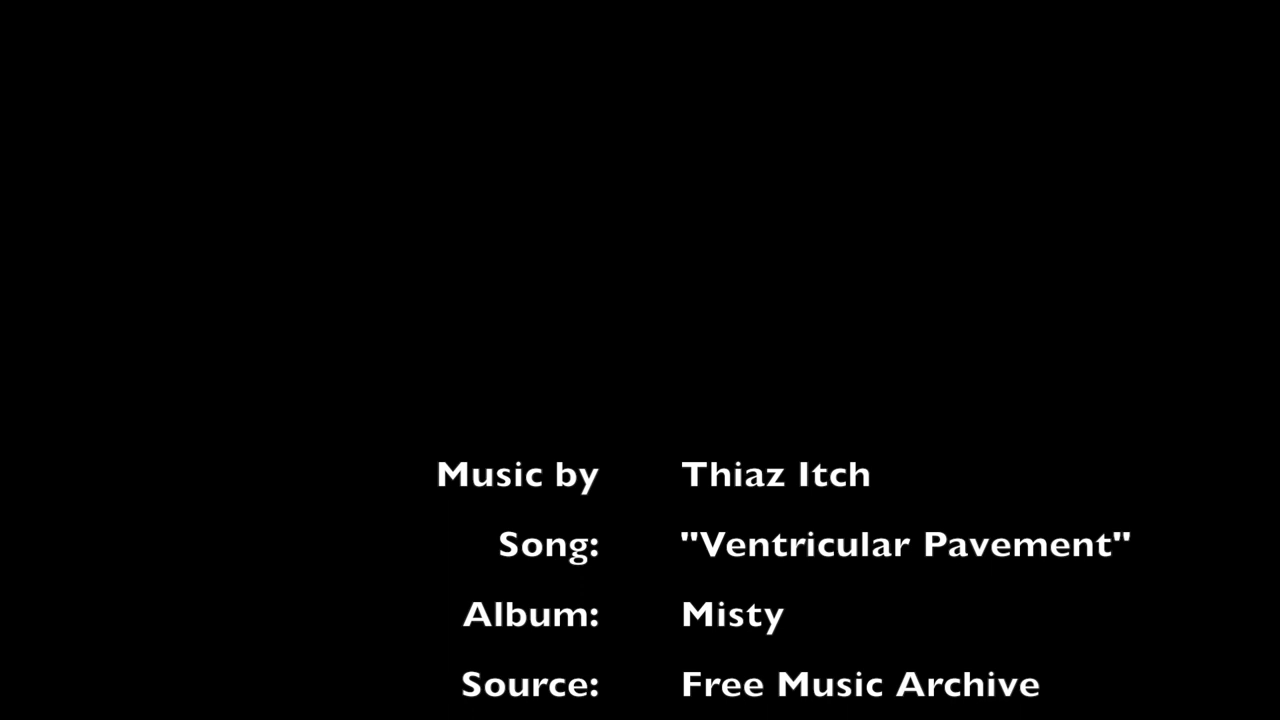 Music by Thiaz Itch
Song: "Ventricular Pavement"
Album: Misty
Source: Free Music Archive